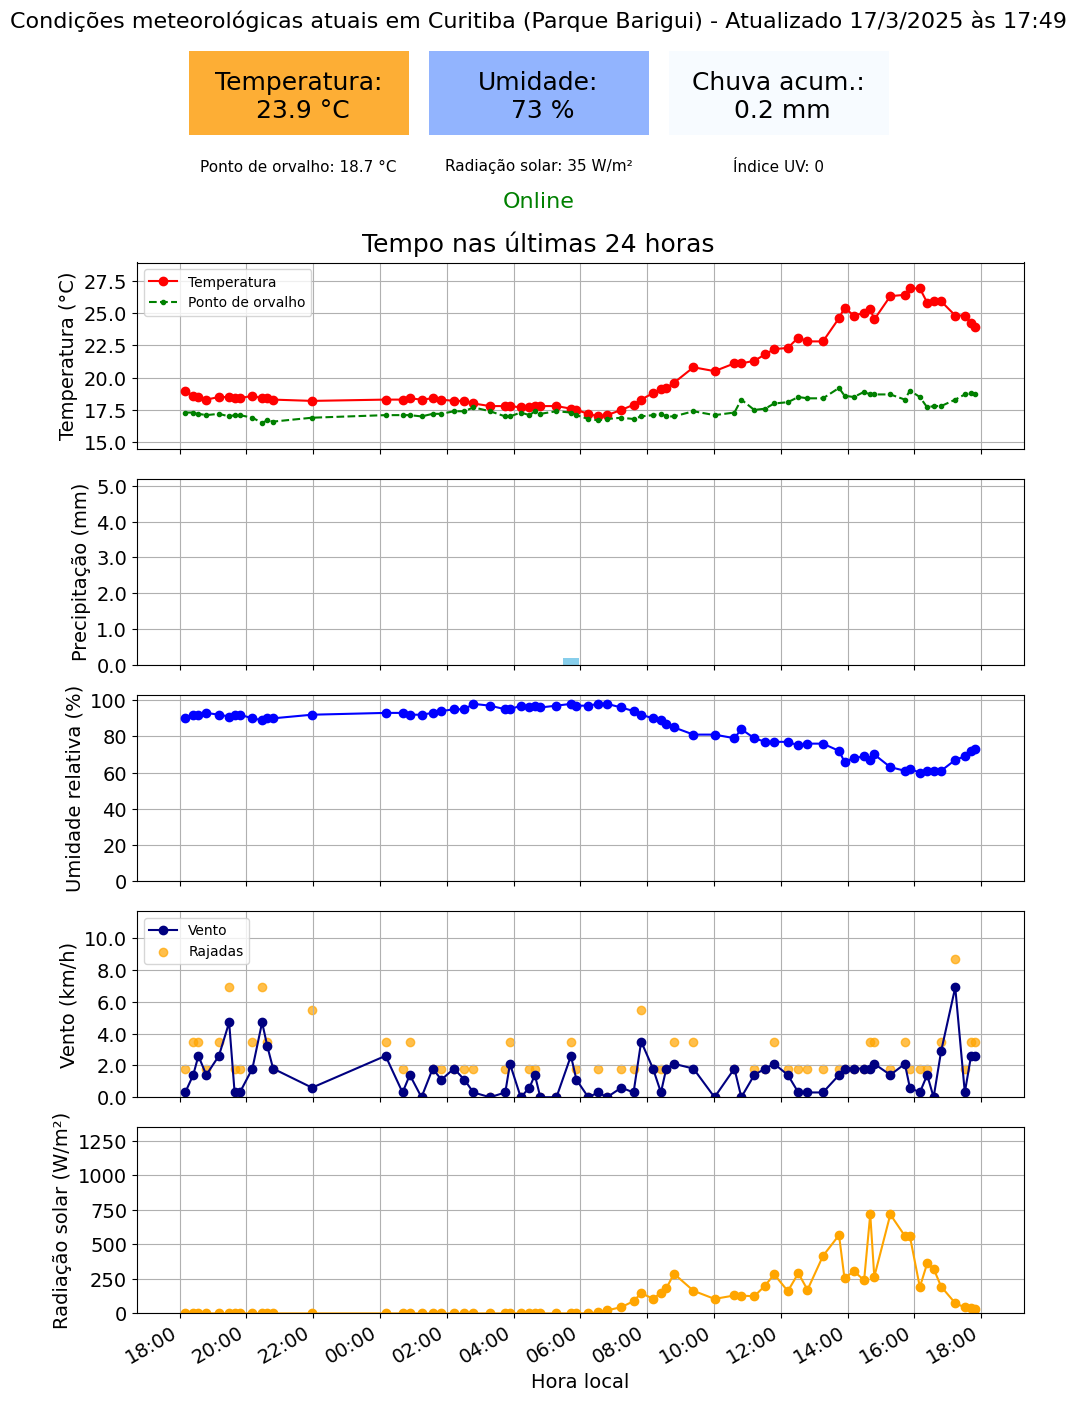 Condições meteorológicas atuais em Curitiba (Parque Barigui) - Atualizado 17/3/2025 às 17:49
Temperatura:
23.9 °C
Umidade:
73 %
Chuva acum.:
0.2 mm
Ponto de orvalho: 18.7 °C
Radiação solar: 35 W/m²
Índice UV: 0
Online
Tempo nas últimas 24 horas
Temperatura (°C)
27.5
25.0
22.5
20.0
17.5
15.0
Temperatura
Ponto de orvalho
Precipitação (mm)
5.0
4.0
3.0
2.0
1.0
0.0
Umidade relativa (%)
100
80
60
40
20
0
Vento (km/h)
10.0
8.0
6.0
4.0
2.0
0.0
Vento
Rajadas
Radiação solar (W/m²)
1250
1000
750
500
250
0
18:00
20:00
22:00
00:00
02:00
04:00
06:00
08:00
10:00
12:00
14:00
16:00
18:00
Hora local